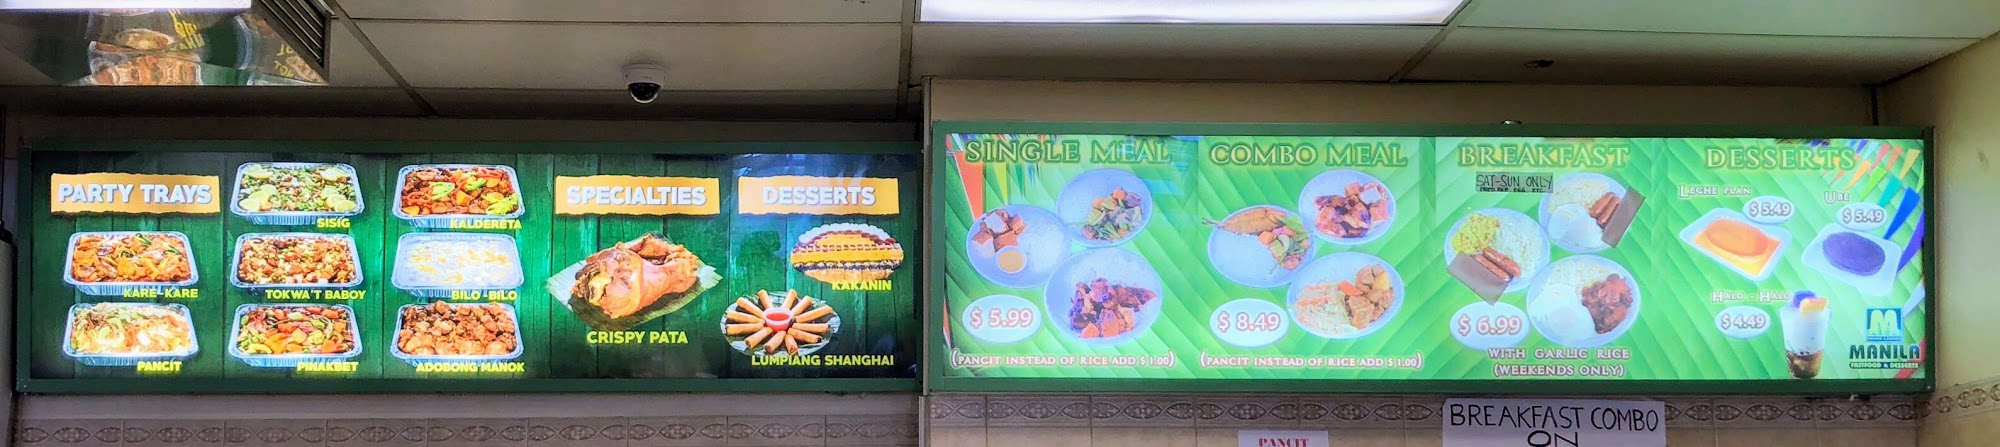 PARTY TRAYS
SISIG
KALDERETA
KARE-KARE
TOKWA'T BABOY
BILO-BILO
PANCIT
PINAKBET
ADOBONG MANOK
SPECIALTIES
CRISPY PATA
DESSERTS
KAKANIN
LUMPIANG SHANGHAI
SINGLE MEAL
$ 5.99
(PANCIT INSTEAD OF RICE ADD $1.00)
COMBO MEAL
$ 8.49
(PANCIT INSTEAD OF RICE ADD $1.00)
BREAKFAST
SAT-SUN ONLY
$ 6.99
WITH GARLIC RICE
(WEEKENDS ONLY)
DESSERTS
LECHE FLAN
$ 5.49
UBE
$ 5.49
HALO - HALO
$ 4.49
M
MANILA
FASTFOOD & DESSERTS
PANCIT
BREAKFAST COMBO
ON